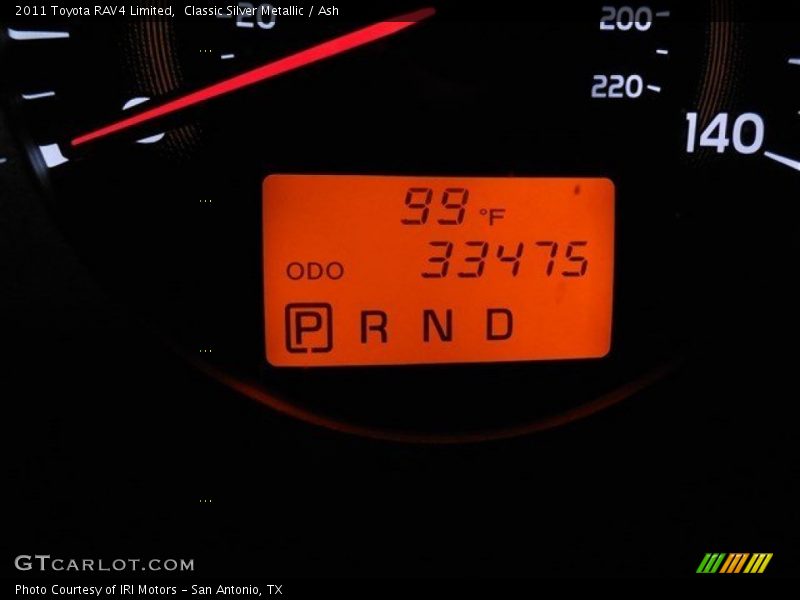 2011 Toyota RAV4 Limited,  Classic Silver Metallic / Ash
20
200
220
140
99 °F
ODO 33475
P R N D
GTCARLOT.COM
Photo Courtesy of IRI Motors – San Antonio, TX